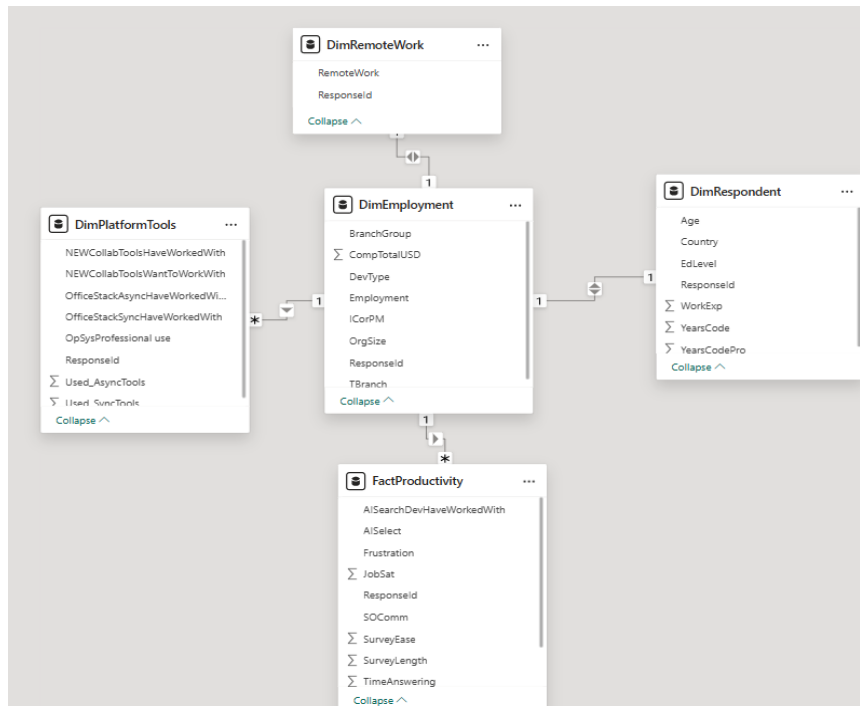 DimRemoteWork
...
RemoteWork
ResponseId
Collapse
1
DimPlatformTools
...
NEWCollabToolsHaveWorkedWith
NEWCollabToolsWantToWorkWith
OfficeStackAsyncHaveWorkedWi...
OfficeStackSyncHaveWorkedWith
OpSysProfessional use
ResponseId
∑ Used_AsyncTools
∑ Used_SyncTools
Collapse
*
1
DimEmployment
...
BranchGroup
∑ CompTotalUSD
DevType
Employment
ICorPM
OrgSize
ResponseId
TBranch
Collapse
1
1
DimRespondent
...
Age
Country
EdLevel
ResponseId
∑ WorkExp
∑ YearsCode
∑ YearsCodePro
Collapse
1
*
FactProductivity
...
AISearchDevHaveWorkedWith
AISelect
Frustration
∑ JobSat
ResponseId
SOComm
∑ SurveyEase
∑ SurveyLength
∑ TimeAnswering
Collapse